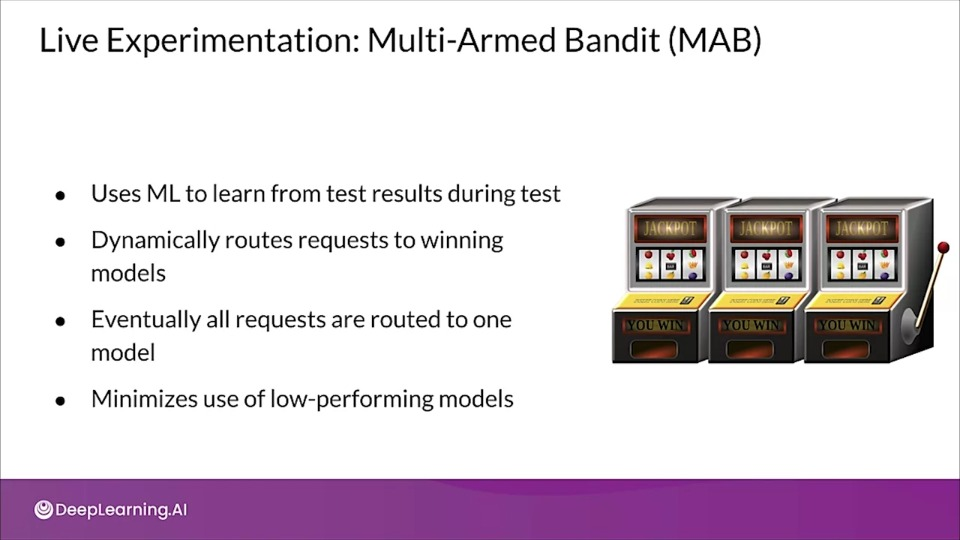 Live Experimentation: Multi-Armed Bandit (MAB)
● Uses ML to learn from test results during test
● Dynamically routes requests to winning
models
● Eventually all requests are routed to one
model
● Minimizes use of low-performing models
JACKPOT JACKPOT JACKPOT
YOU WIN YOU WIN YOU WIN
DeepLearning.AI